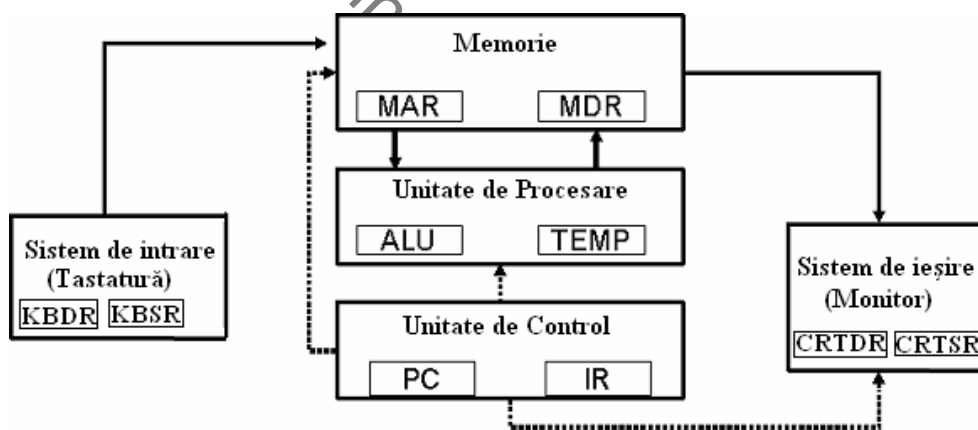 Memorie
MAR MDR
Unitate de Procesare
ALU TEMP
Sistem de intrare
(Tastatură)
KBDR KBSR
Unitate de Control
PC IR
Sistem de ieşire
(Monitor)
CRTDR CRTSR